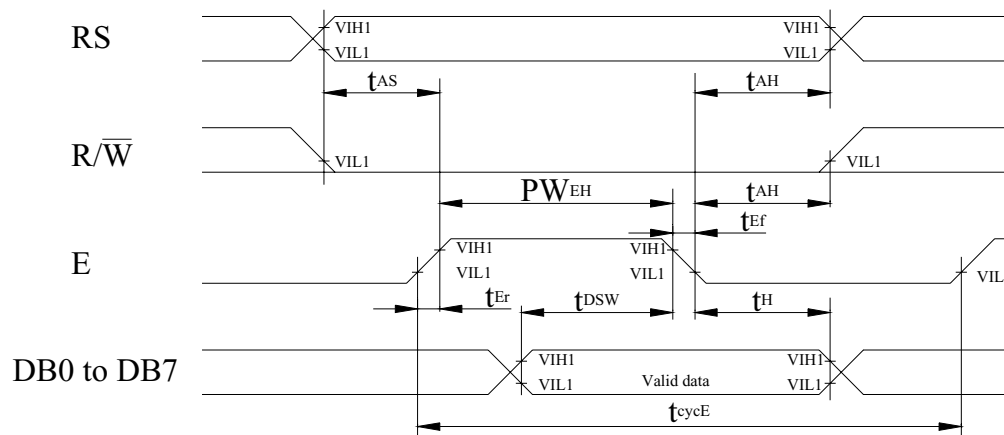 RS
VIH1 VIH1
VIL1 VIL1
tAS tAH
R/W̅
VIL1 VIL1
PWEH tAH
tEf
E
VIH1 VIH1
VIL1 VIL1 VIL
tEr tDSW tH
DB0 to DB7
VIH1 VIH1
VIL1 Valid data VIL1
tcycE